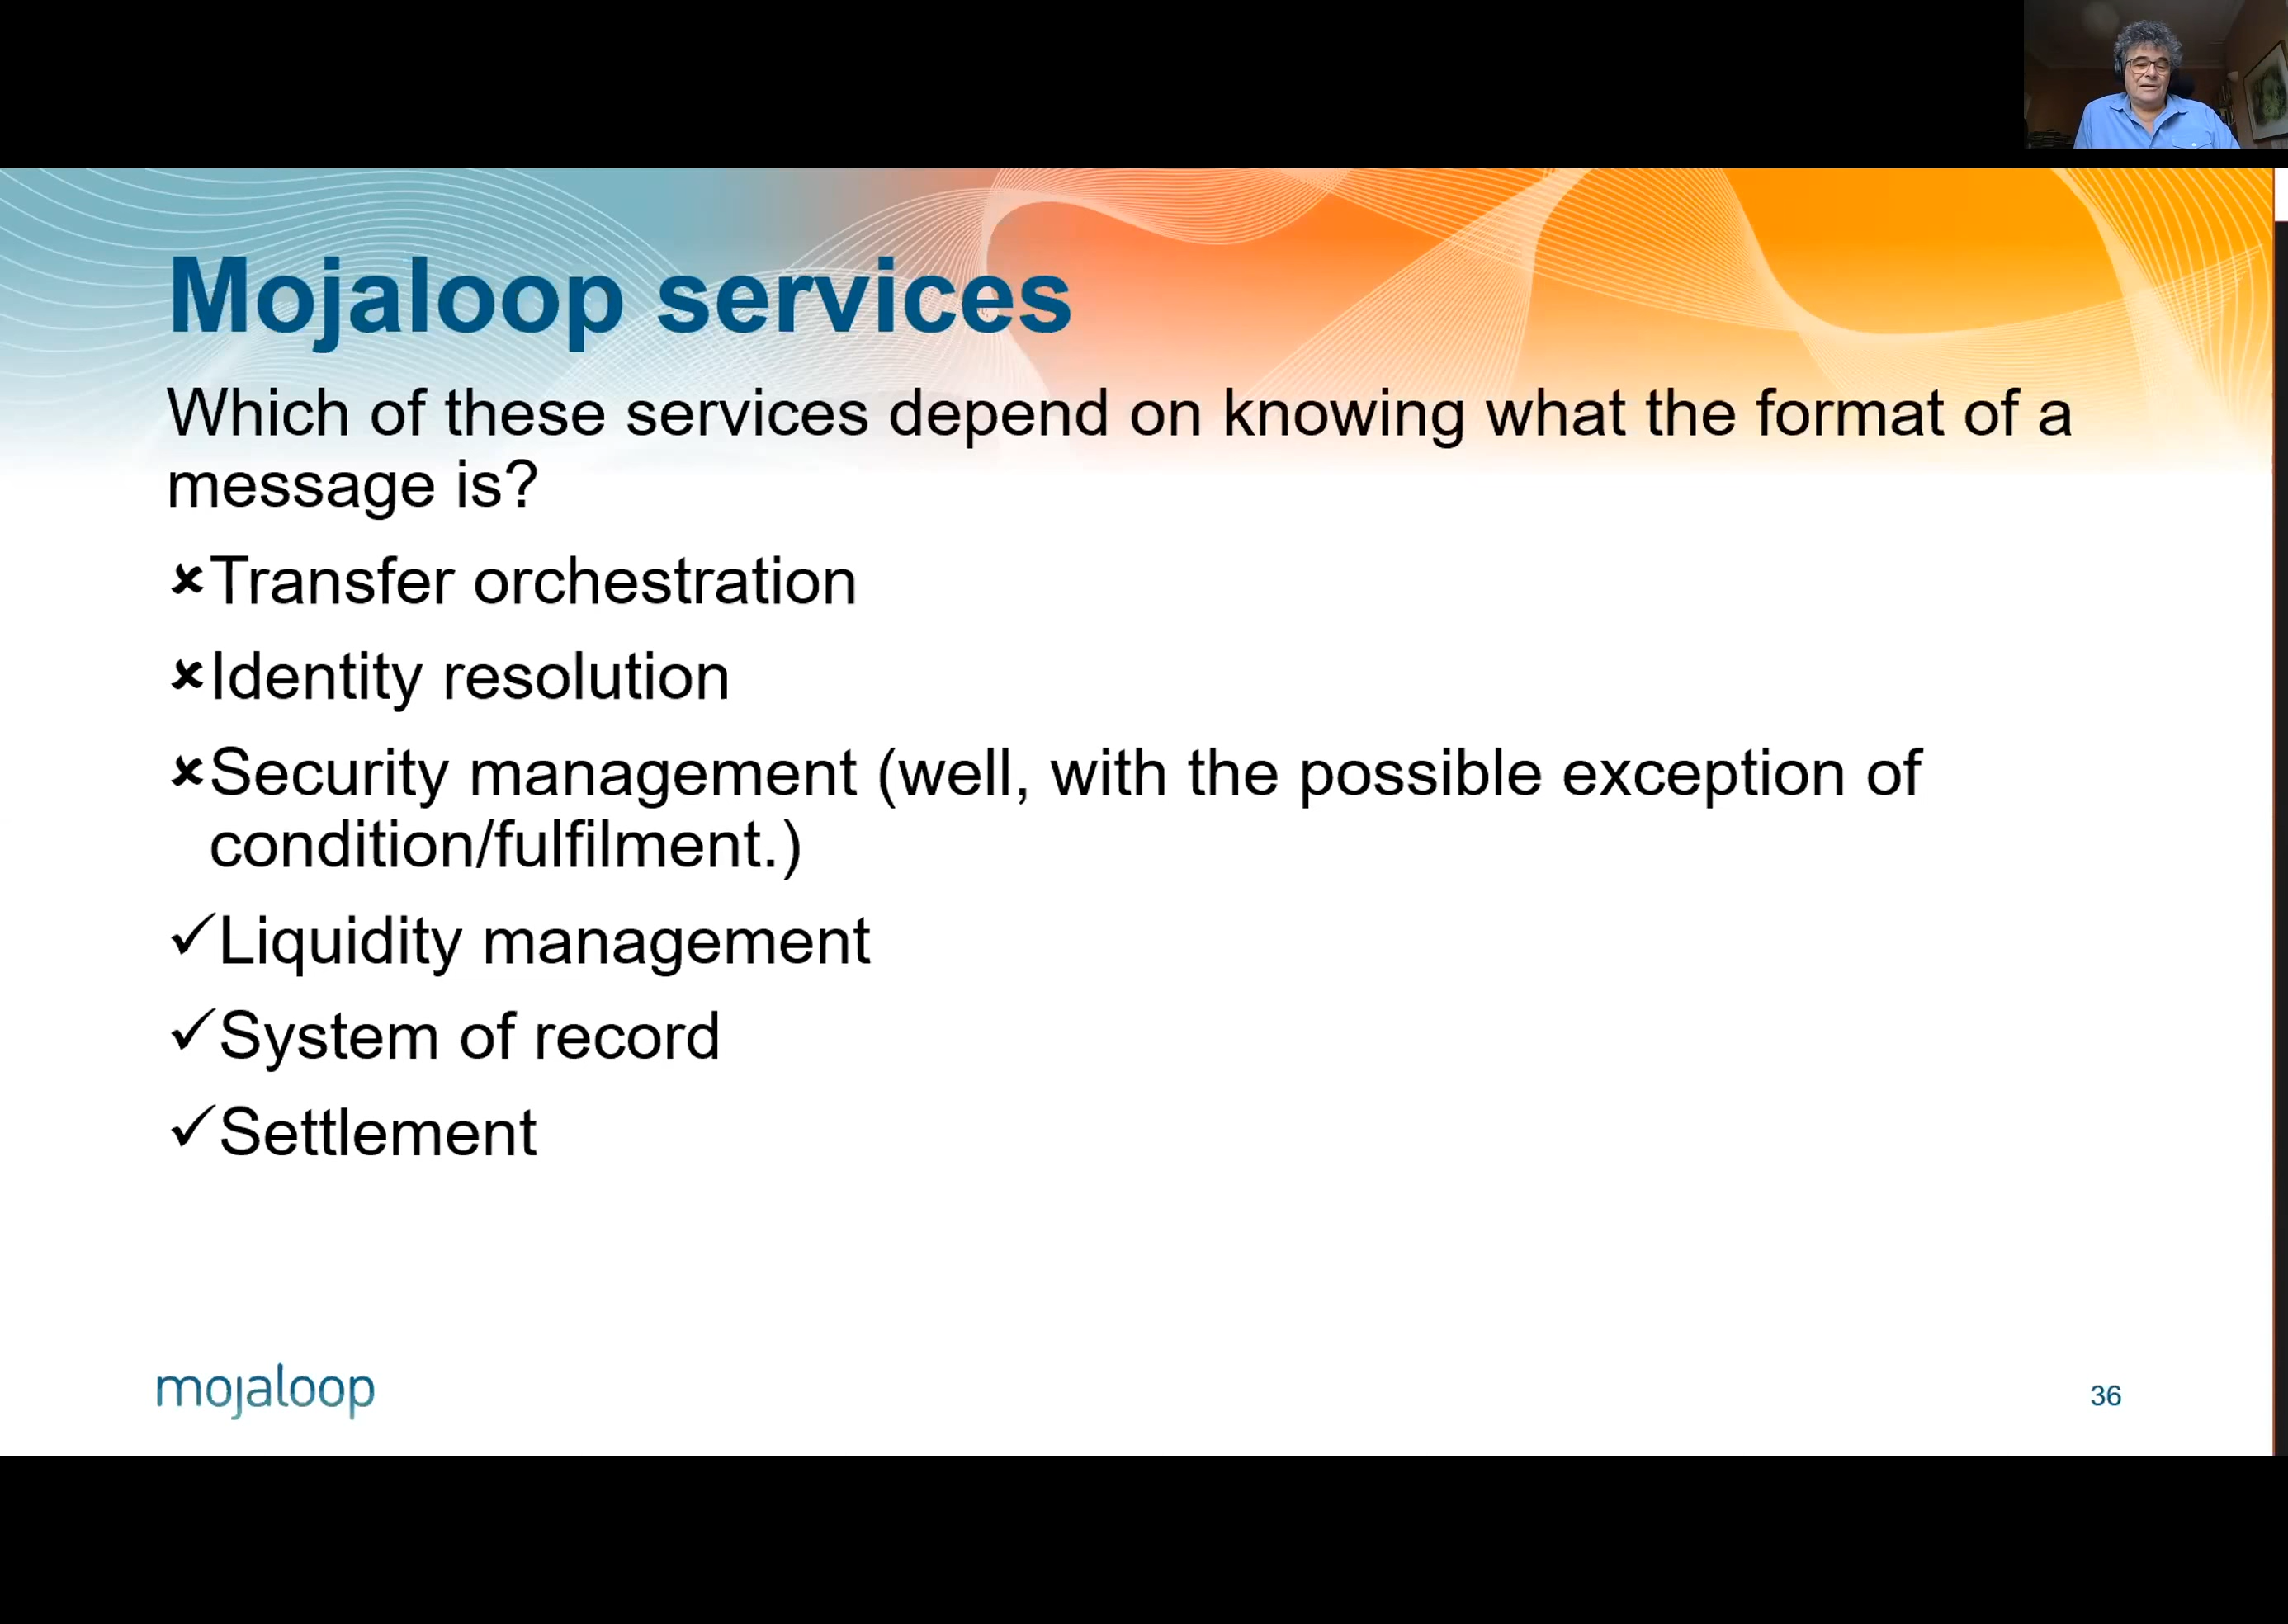 Mojaloop services
Which of these services depend on knowing what the format of a
message is?
✘Transfer orchestration
✘Identity resolution
✘Security management (well, with the possible exception of
condition/fulfilment.)
✓Liquidity management
✓System of record
✓Settlement
mojaloop
36